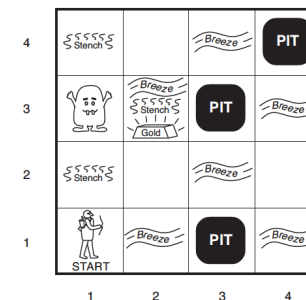 4 Stench Breeze PIT
Breeze
3 Stench PIT Breeze
Gold
2 Stench Breeze
1 Breeze PIT Breeze
START
1 2 3 4